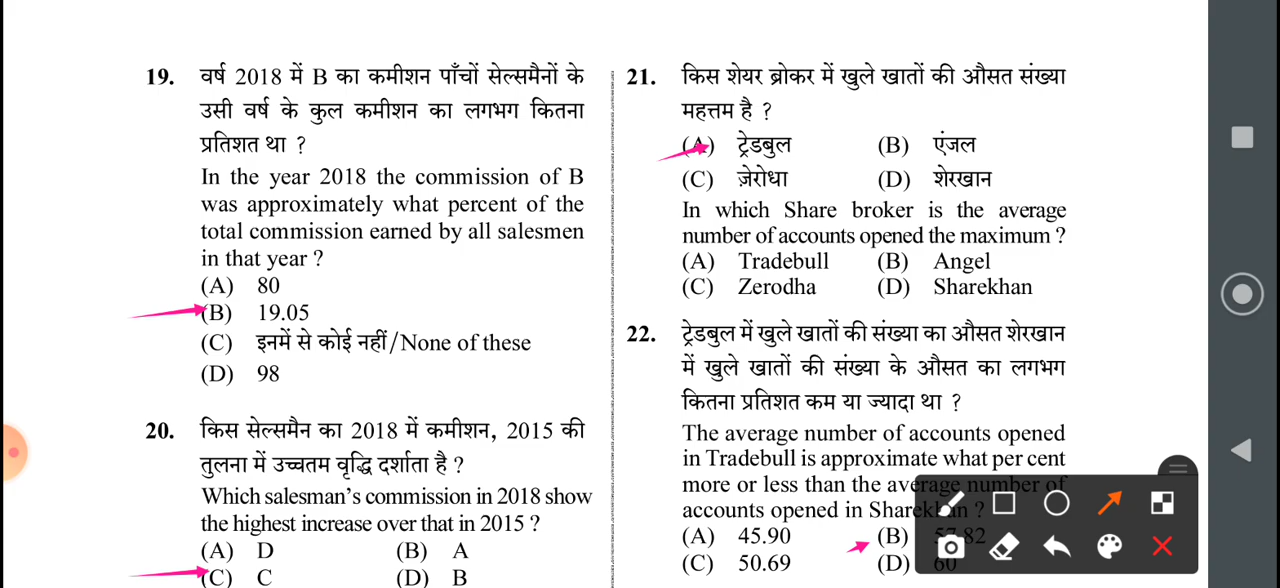 19. वर्ष 2018 में B का कमीशन पाँचों सेल्समैनों के
उसी वर्ष के कुल कमीशन का लगभग कितना
प्रतिशत था ?
In the year 2018 the commission of B
was approximately what percent of the
total commission earned by all salesmen
in that year ?
(A) 80
(B) 19.05
(C) इनमें से कोई नहीं/None of these
(D) 98
20. किस सेल्समैन का 2018 में कमीशन, 2015 की
तुलना में उच्चतम वृद्धि दर्शाता है ?
Which salesman's commission in 2018 show
the highest increase over that in 2015 ?
(A) D (B) A
(C) C (D) B
21. किस शेयर ब्रोकर में खुले खातों की औसत संख्या
महत्तम है ?
(A) ट्रेडबुल (B) एंजल
(C) ज़ेरोधा (D) शेरखान
In which Share broker is the average
number of accounts opened the maximum ?
(A) Tradebull (B) Angel
(C) Zerodha (D) Sharekhan
22. ट्रेडबुल में खुले खातों की संख्या का औसत शेरखान
में खुले खातों की संख्या के औसत का लगभग
कितना प्रतिशत कम या ज्यादा था ?
The average number of accounts opened
in Tradebull is approximate what per cent
more or less than the average number of
accounts opened in Sharekhan ?
(A) 45.90 (B)
(C) 50.69 (D) 60